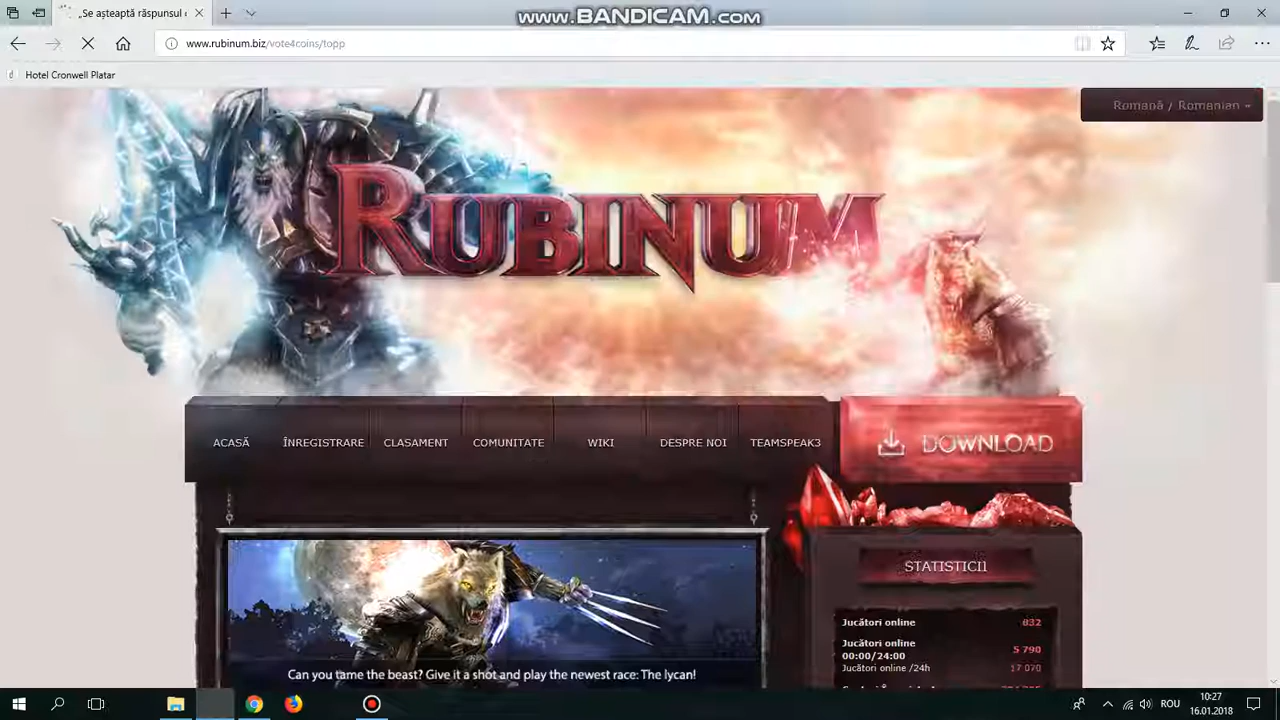 www.BANDICAM.com
„Se așteaptă răspunsul
www.rubinum.biz/vote4coins/topp
Hotel Cronwell Platar
Română / Romanian
RUBINUM
ACASĂ
ÎNREGISTRARE
CLASAMENT
COMUNITATE
WIKI
DESPRE NOI
TEAMSPEAK3
DOWNLOAD
STATISTICII
Jucători online 832
Jucători online
00:00/24:00 5 790
Jucători online /24h 17 070
Can you tame the beast? Give it a shot and play the newest race: The lycan!
ROU
10:27
16.01.2018